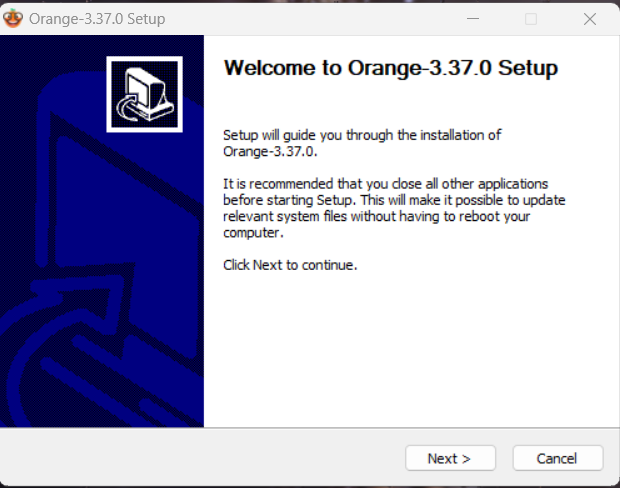 Orange-3.37.0 Setup
Welcome to Orange-3.37.0 Setup
Setup will guide you through the installation of
Orange-3.37.0.
It is recommended that you close all other applications
before starting Setup. This will make it possible to update
relevant system files without having to reboot your
computer.
Click Next to continue.
Next >
Cancel